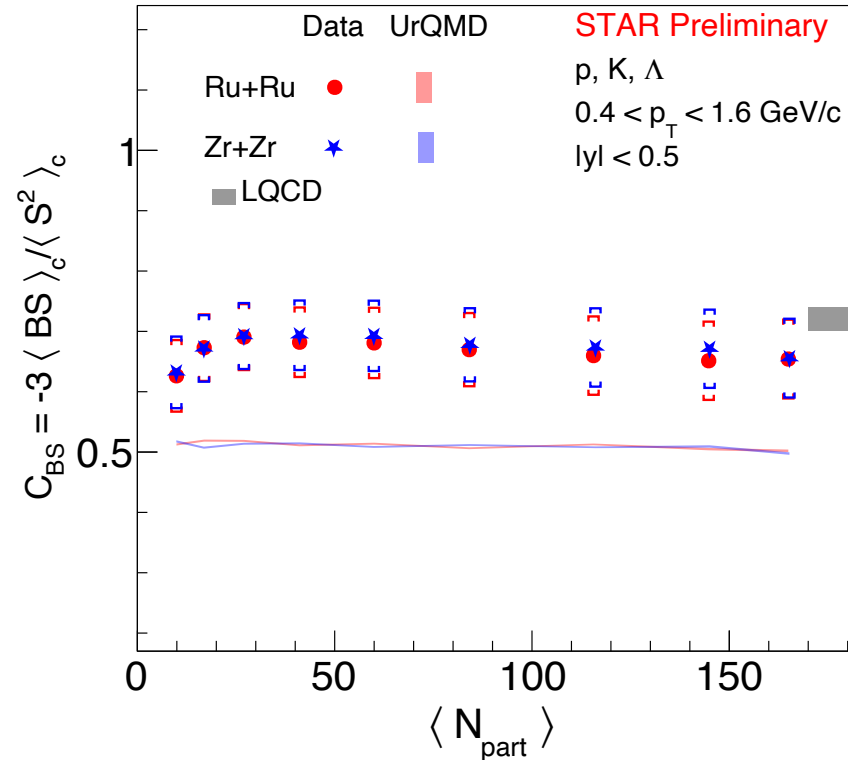 Data UrQMD
Ru+Ru
Zr+Zr
LQCD
STAR Preliminary
p, K, Λ
0.4 < p_T < 1.6 GeV/c
|y| < 0.5
C_BS = -3 ⟨ BS ⟩_c / ⟨ S^2 ⟩_c
1
0.5
0 50 100 150
⟨ N_part ⟩